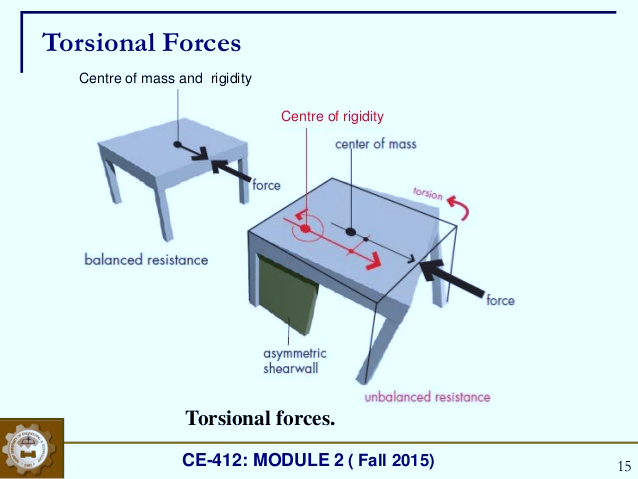 Torsional Forces
Centre of mass and rigidity
Centre of rigidity
center of mass
force
torsion
balanced resistance
force
asymmetric
shearwall
unbalanced resistance
Torsional forces.
CE-412: MODULE 2 ( Fall 2015)
15